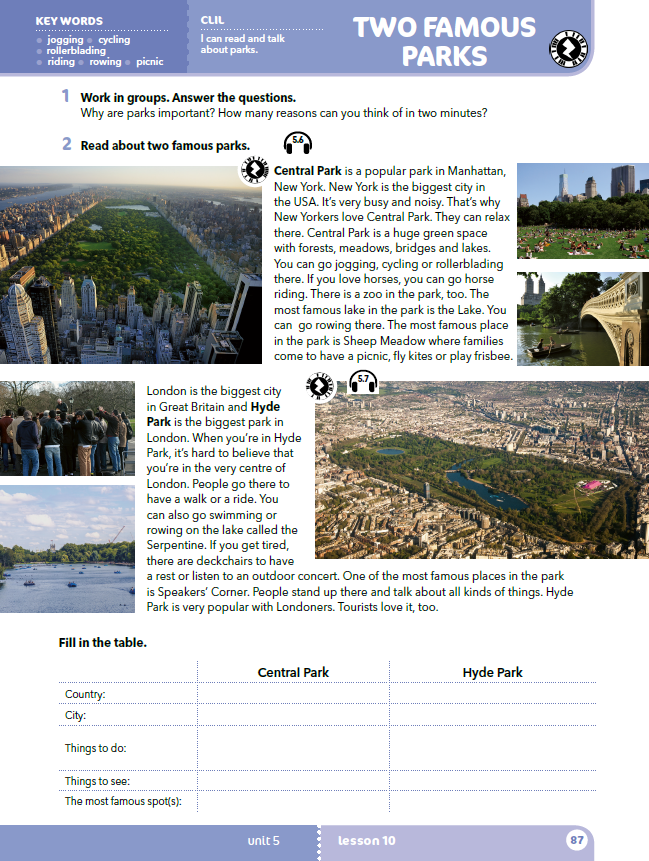 KEY WORDS
jogging cycling
rollerblading
riding rowing picnic
CLIL
I can read and talk
about parks.
TWO FAMOUS
PARKS
1 Work in groups. Answer the questions.
Why are parks important? How many reasons can you think of in two minutes?
2 Read about two famous parks.
5.6
Central Park is a popular park in Manhattan,
New York. New York is the biggest city in
the USA. It's very busy and noisy. That's why
New Yorkers love Central Park. They can relax
there. Central Park is a huge green space
with forests, meadows, bridges and lakes.
You can go jogging, cycling or rollerblading
there. If you love horses, you can go horse
riding. There is a zoo in the park, too. The
most famous lake in the park is the Lake. You
can go rowing there. The most famous place
in the park is Sheep Meadow where families
come to have a picnic, fly kites or play frisbee.
5.7
London is the biggest city
in Great Britain and Hyde
Park is the biggest park in
London. When you're in Hyde
Park, it's hard to believe that
you're in the very centre of
London. People go there to
have a walk or a ride. You
can also go swimming or
rowing on the lake called the
Serpentine. If you get tired,
there are deckchairs to have
a rest or listen to an outdoor concert. One of the most famous places in the park
is Speakers' Corner. People stand up there and talk about all kinds of things. Hyde
Park is very popular with Londoners. Tourists love it, too.
Fill in the table.
Central Park Hyde Park
Country:
City:
Things to do:
Things to see:
The most famous spot(s):
unit 5 lesson 10 87